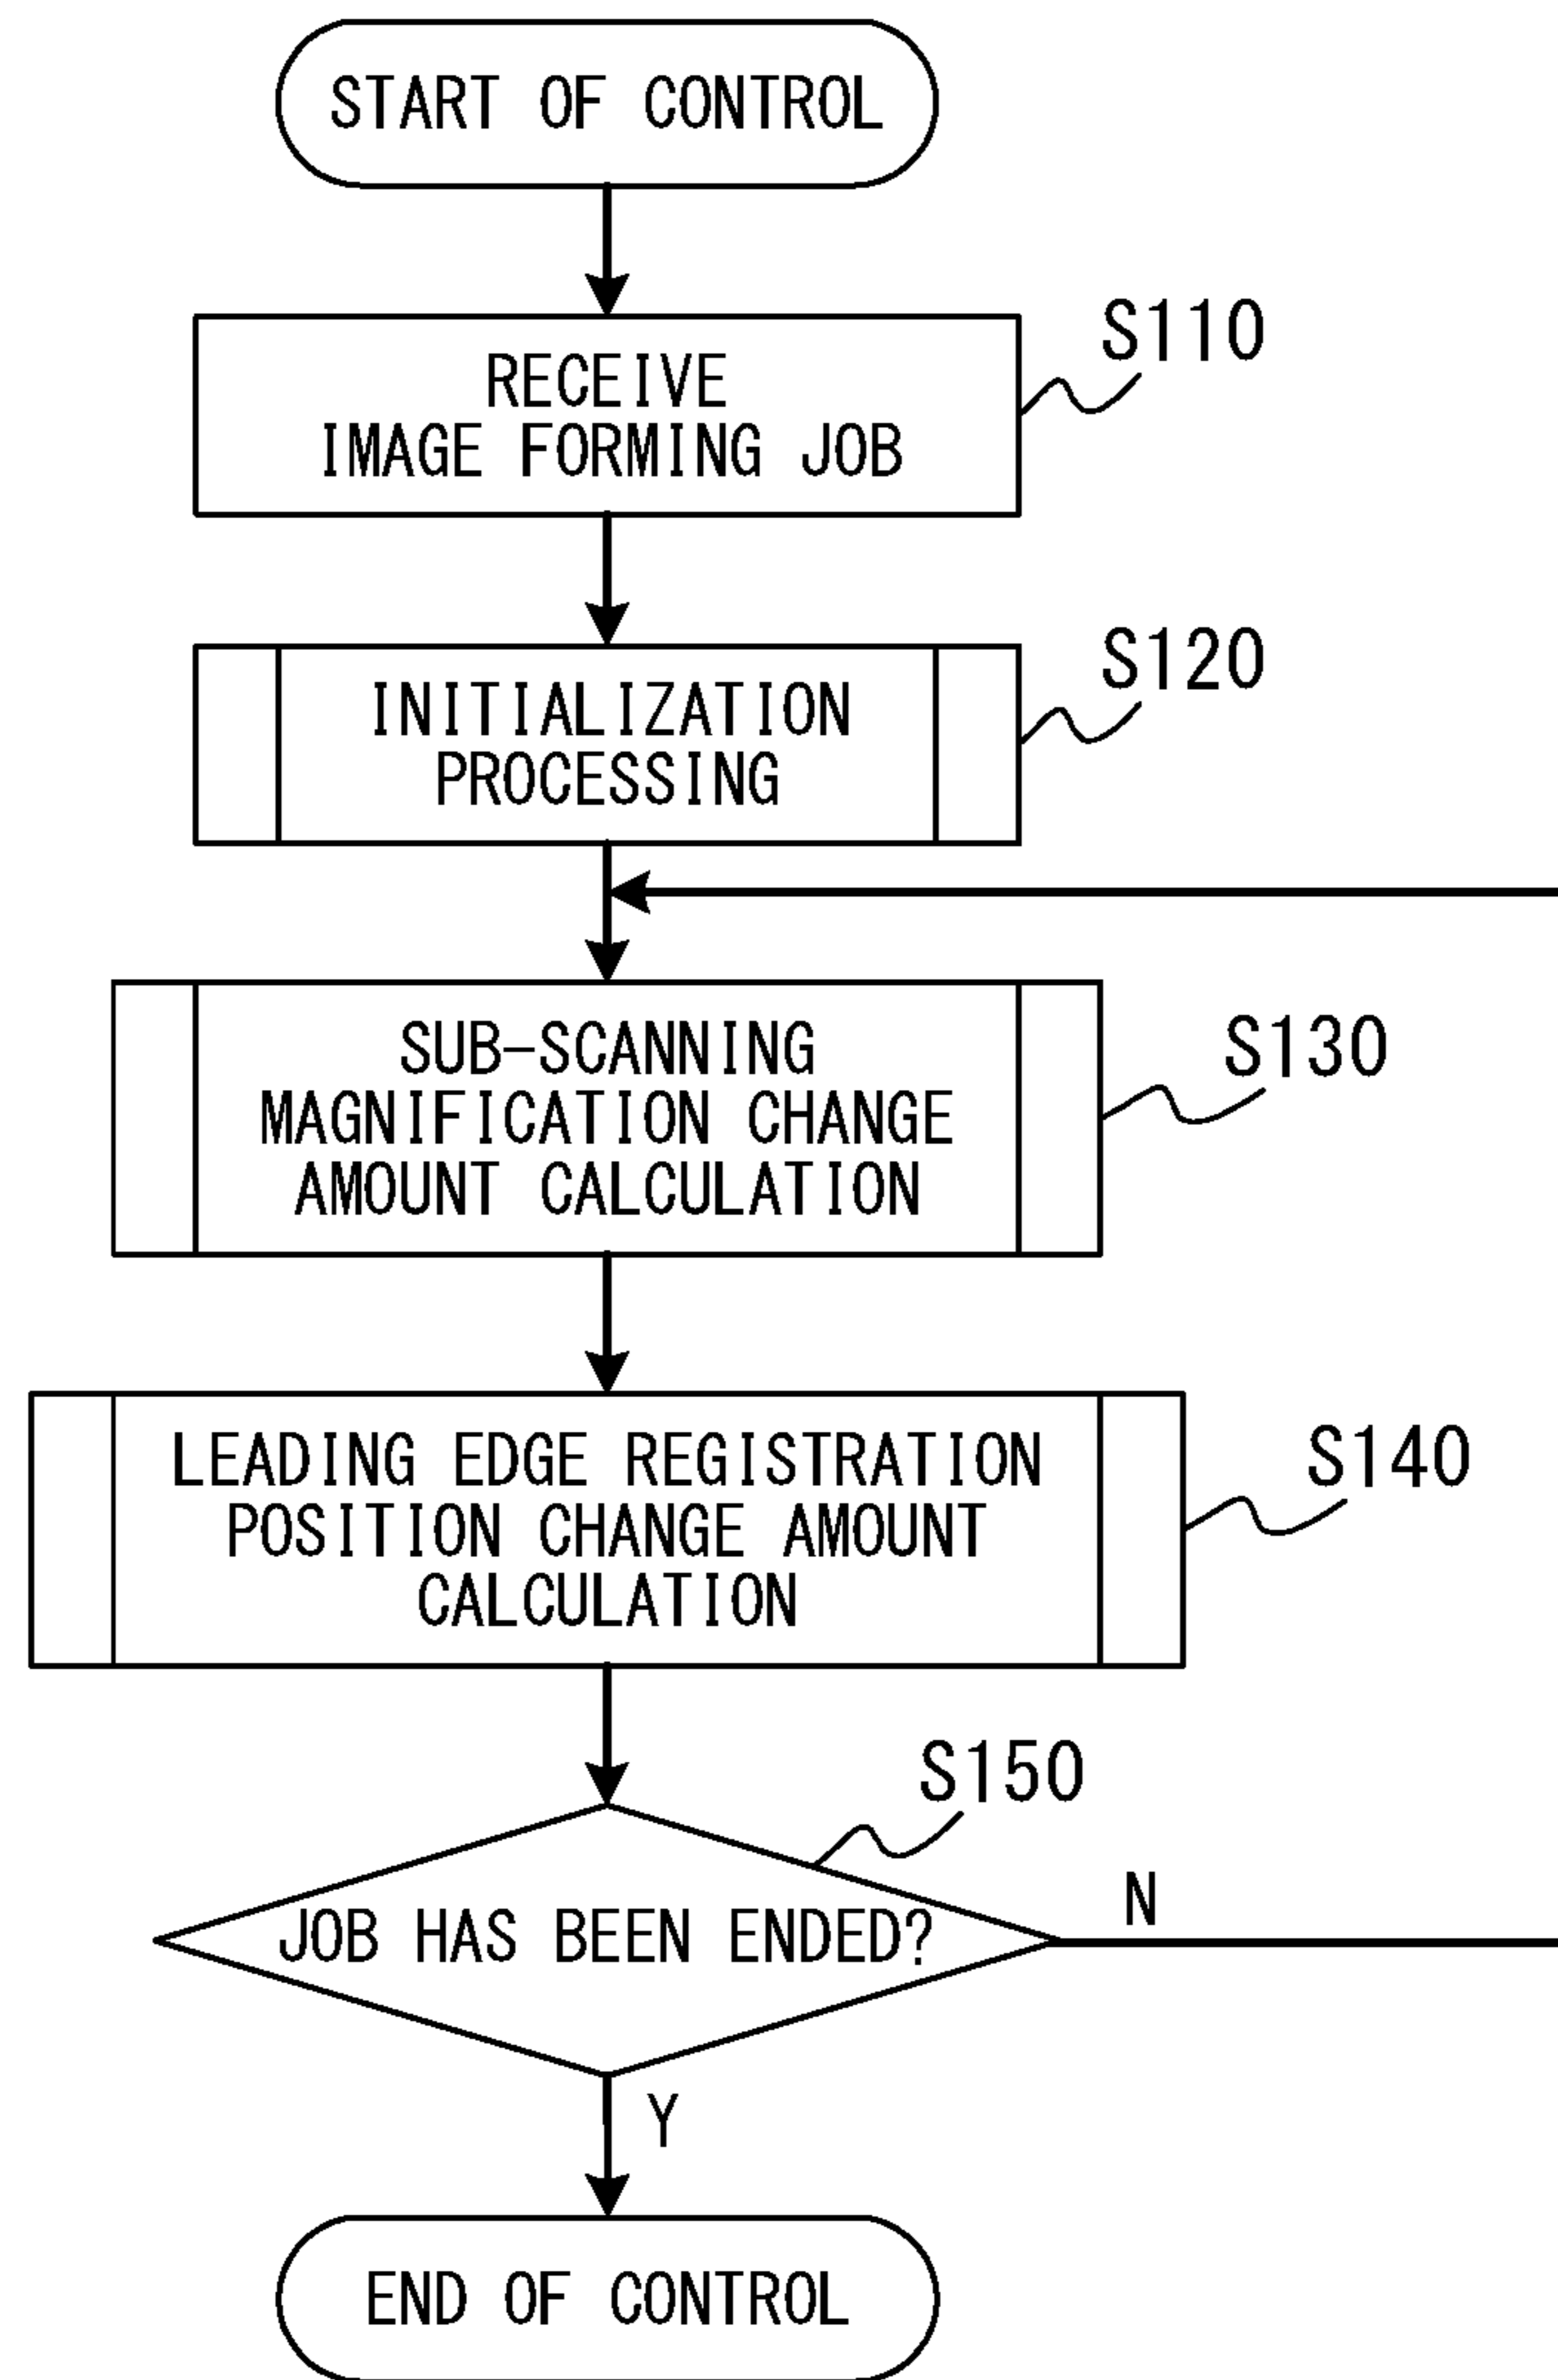 START OF CONTROL
S110
RECEIVE
IMAGE FORMING JOB
S120
INITIALIZATION
PROCESSING
S130
SUB-SCANNING
MAGNIFICATION CHANGE
AMOUNT CALCULATION
S140
LEADING EDGE REGISTRATION
POSITION CHANGE AMOUNT
CALCULATION
S150
JOB HAS BEEN ENDED?
N
Y
END OF CONTROL